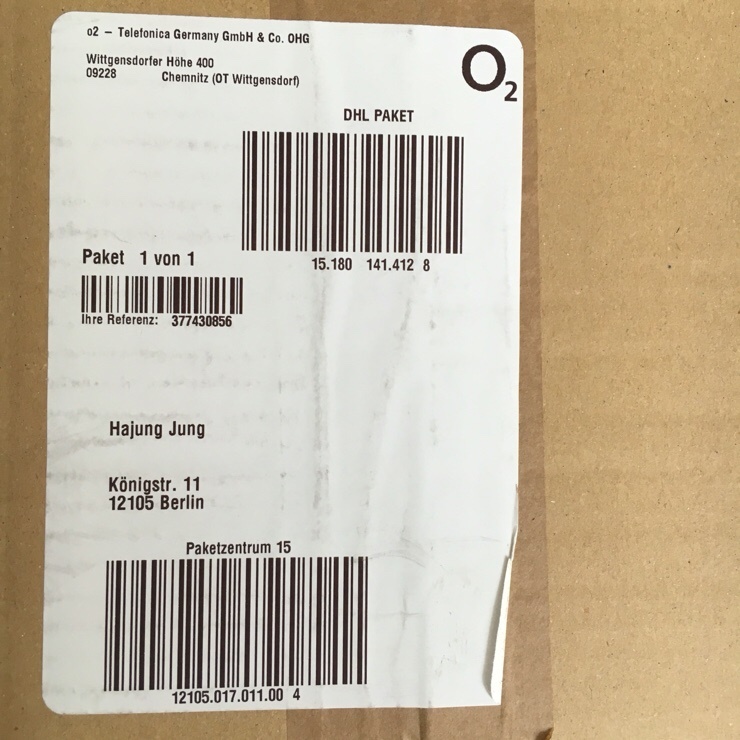 o2 – Telefonica Germany GmbH & Co. OHG
Wittgensdorfer Höhe 400
09228 Chemnitz (OT Wittgensdorf)
O2
DHL PAKET
15.180 141.412 8
Paket 1 von 1
Ihre Referenz: 377430856
Hajung Jung
Königstr. 11
12105 Berlin
Paketzentrum 15
12105.017.011.00 4